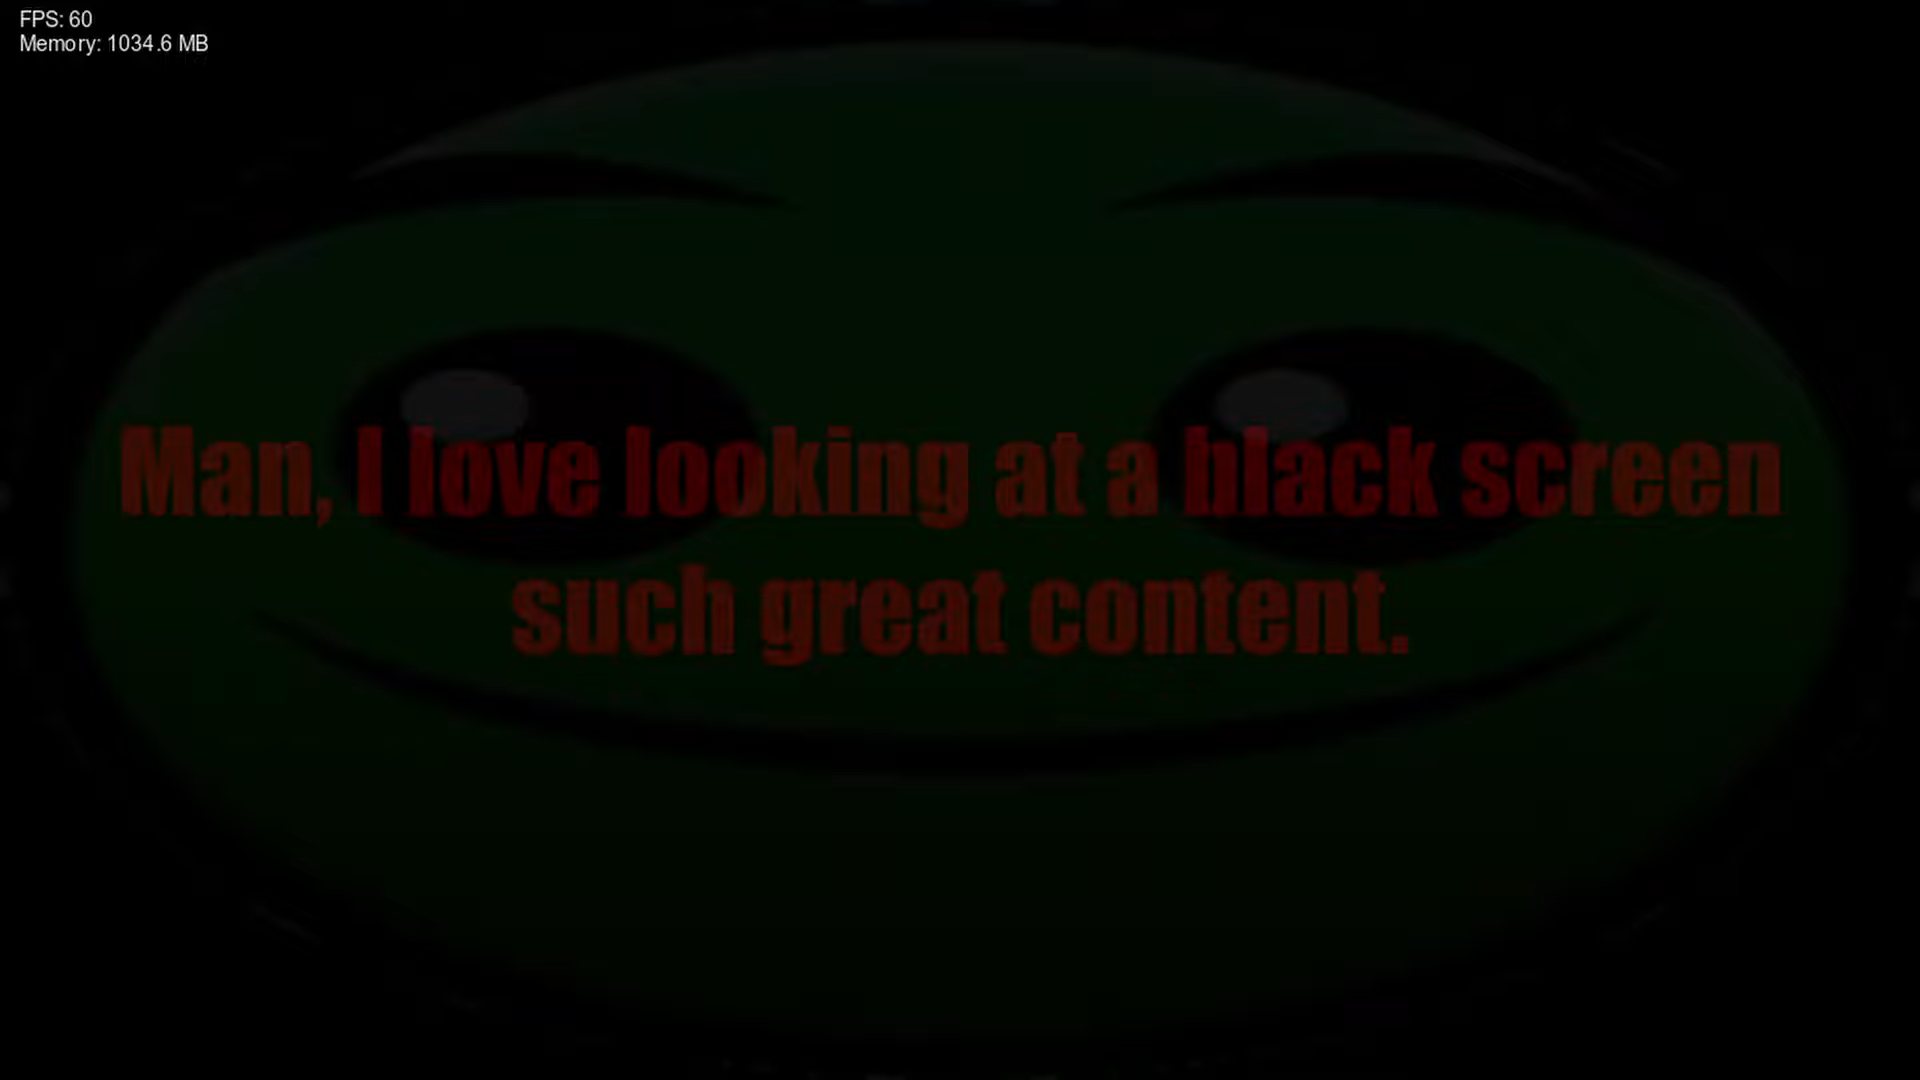 FPS: 60
Memory: 1034.6 MB
Man, I love looking at a black screen
such great content.